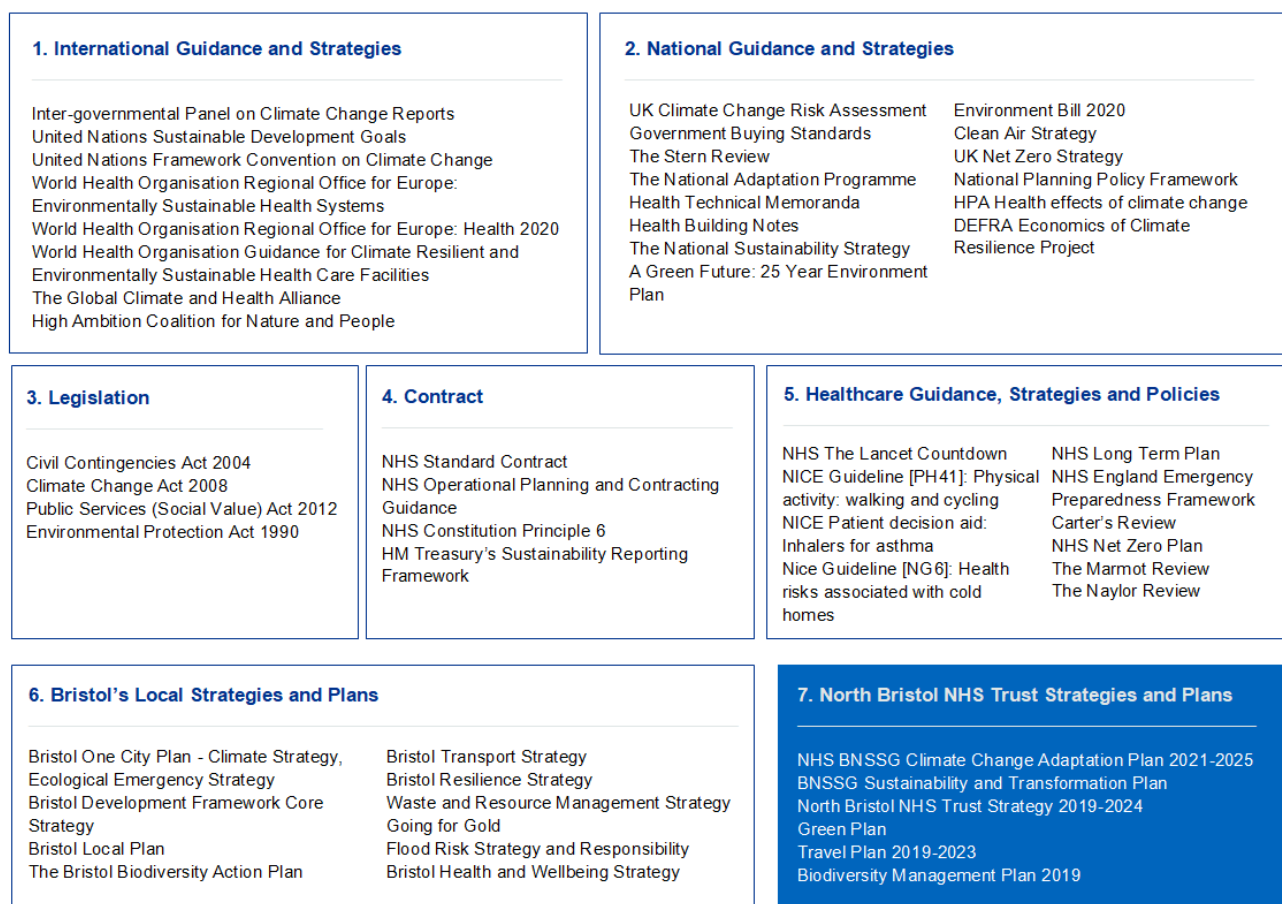 1. International Guidance and Strategies
Inter-governmental Panel on Climate Change Reports
United Nations Sustainable Development Goals
United Nations Framework Convention on Climate Change
World Health Organisation Regional Office for Europe:
Environmentally Sustainable Health Systems
World Health Organisation Regional Office for Europe: Health 2020
World Health Organisation Guidance for Climate Resilient and
Environmentally Sustainable Health Care Facilities
The Global Climate and Health Alliance
High Ambition Coalition for Nature and People
2. National Guidance and Strategies
UK Climate Change Risk Assessment
Government Buying Standards
The Stern Review
The National Adaptation Programme
Health Technical Memoranda
Health Building Notes
The National Sustainability Strategy
A Green Future: 25 Year Environment
Plan
Environment Bill 2020
Clean Air Strategy
UK Net Zero Strategy
National Planning Policy Framework
HPA Health effects of climate change
DEFRA Economics of Climate
Resilience Project
3. Legislation
Civil Contingencies Act 2004
Climate Change Act 2008
Public Services (Social Value) Act 2012
Environmental Protection Act 1990
4. Contract
NHS Standard Contract
NHS Operational Planning and Contracting
Guidance
NHS Constitution Principle 6
HM Treasury's Sustainability Reporting
Framework
5. Healthcare Guidance, Strategies and Policies
NHS The Lancet Countdown
NICE Guideline [PH41]: Physical
activity: walking and cycling
NICE Patient decision aid:
Inhalers for asthma
Nice Guideline [NG6]: Health
risks associated with cold
homes
NHS Long Term Plan
NHS England Emergency
Preparedness Framework
Carter's Review
NHS Net Zero Plan
The Marmot Review
The Naylor Review
6. Bristol's Local Strategies and Plans
Bristol One City Plan - Climate Strategy,
Ecological Emergency Strategy
Bristol Development Framework Core
Strategy
Bristol Local Plan
The Bristol Biodiversity Action Plan
Bristol Transport Strategy
Bristol Resilience Strategy
Waste and Resource Management Strategy
Going for Gold
Flood Risk Strategy and Responsibility
Bristol Health and Wellbeing Strategy
7. North Bristol NHS Trust Strategies and Plans
NHS BNSSG Climate Change Adaptation Plan 2021-2025
BNSSG Sustainability and Transformation Plan
North Bristol NHS Trust Strategy 2019-2024
Green Plan
Travel Plan 2019-2023
Biodiversity Management Plan 2019